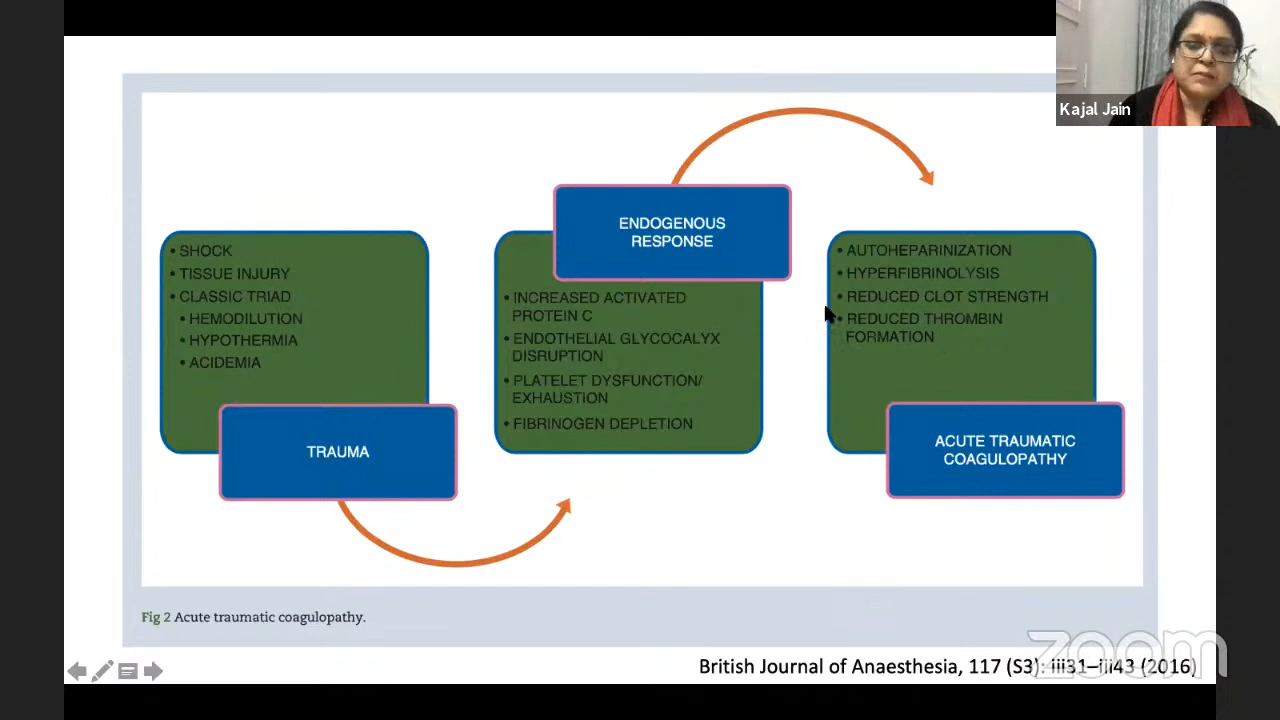 Kajal Jain
• SHOCK
• TISSUE INJURY
• CLASSIC TRIAD
• HEMODILUTION
• HYPOTHERMIA
• ACIDEMIA
TRAUMA
ENDOGENOUS
RESPONSE
• INCREASED ACTIVATED
PROTEIN C
• ENDOTHELIAL GLYCOCALYX
DISRUPTION
• PLATELET DYSFUNCTION/
EXHAUSTION
• FIBRINOGEN DEPLETION
• AUTOHEPARINIZATION
• HYPERFIBRINOLYSIS
• REDUCED CLOT STRENGTH
• REDUCED THROMBIN
FORMATION
ACUTE TRAUMATIC
COAGULOPATHY
Fig 2 Acute traumatic coagulopathy.
zoom
British Journal of Anaesthesia, 117 (S3): iii31–iii43 (2016)